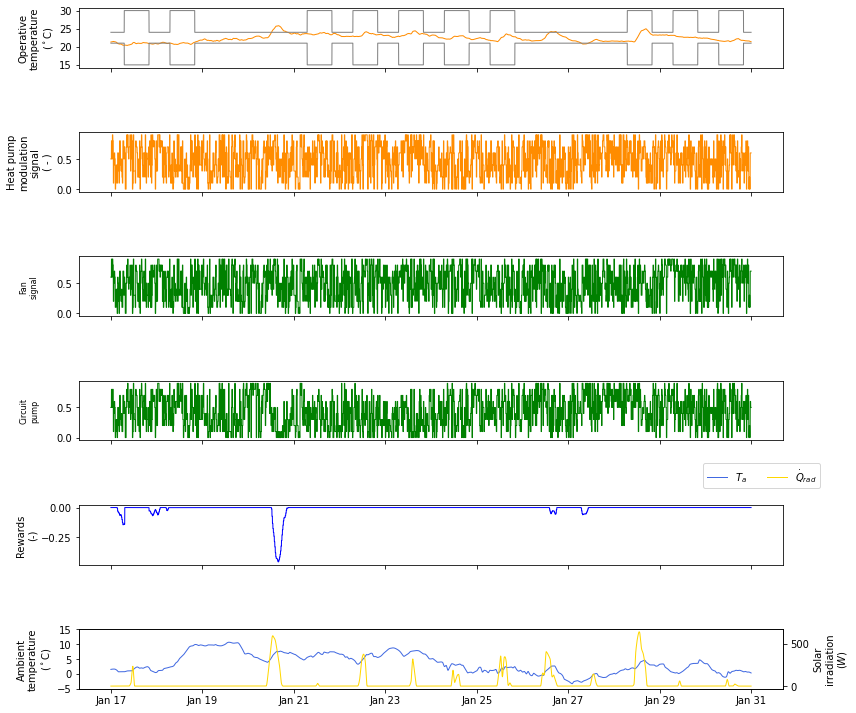 Operative
temperature
(°C)
30
25
20
15
Heat pump
modulation
signal
( - )
0.5
0.0
Fan
signal
0.5
0.0
Circuit
pump
0.5
0.0
T_a
Q̇_rad
Rewards
(-)
0.00
−0.25
Ambient
temperature
(°C)
15
10
5
0
−5
500
0
Solar
irradiation
(W)
Jan 17
Jan 19
Jan 21
Jan 23
Jan 25
Jan 27
Jan 29
Jan 31